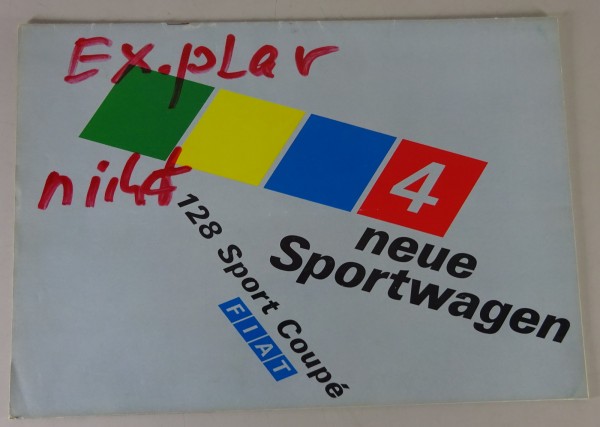 Ex.plar
nicht
4
neue
Sportwagen
128 Sport Coupé
FIAT